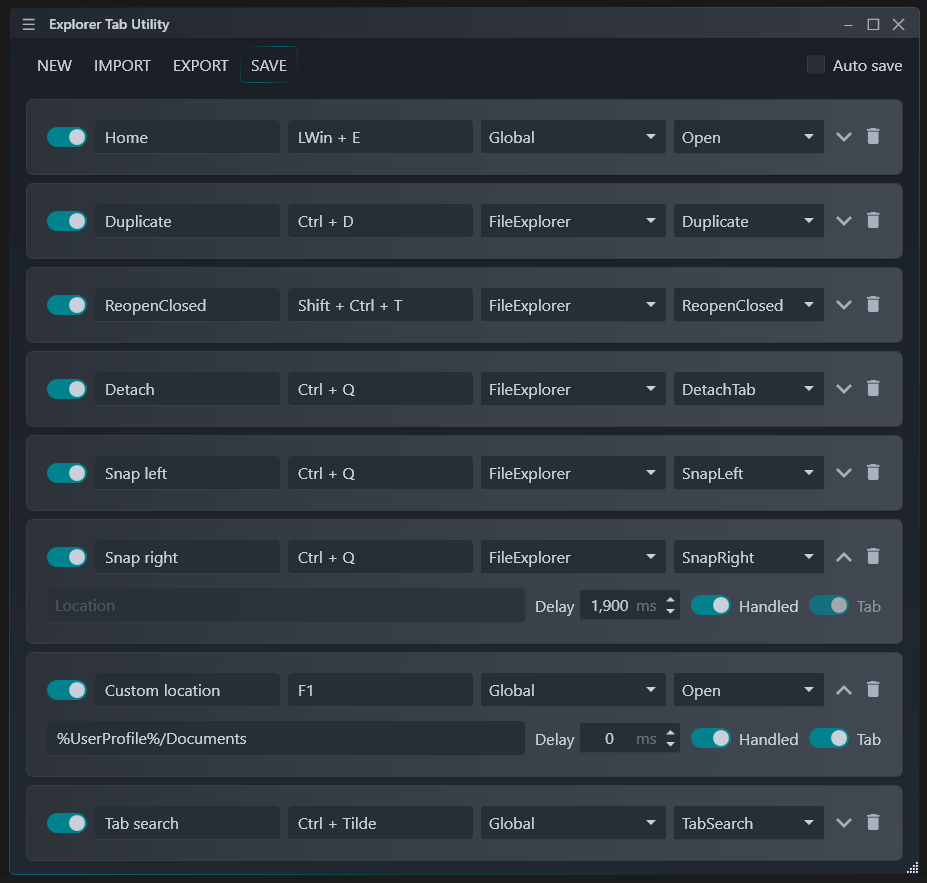 Explorer Tab Utility
NEW IMPORT EXPORT SAVE Auto save
Home LWin + E Global Open
Duplicate Ctrl + D FileExplorer Duplicate
ReopenClosed Shift + Ctrl + T FileExplorer ReopenClosed
Detach Ctrl + Q FileExplorer DetachTab
Snap left Ctrl + Q FileExplorer SnapLeft
Snap right Ctrl + Q FileExplorer SnapRight
Location Delay 1,900 ms Handled Tab
Custom location F1 Global Open
%UserProfile%/Documents Delay 0 ms Handled Tab
Tab search Ctrl + Tilde Global TabSearch